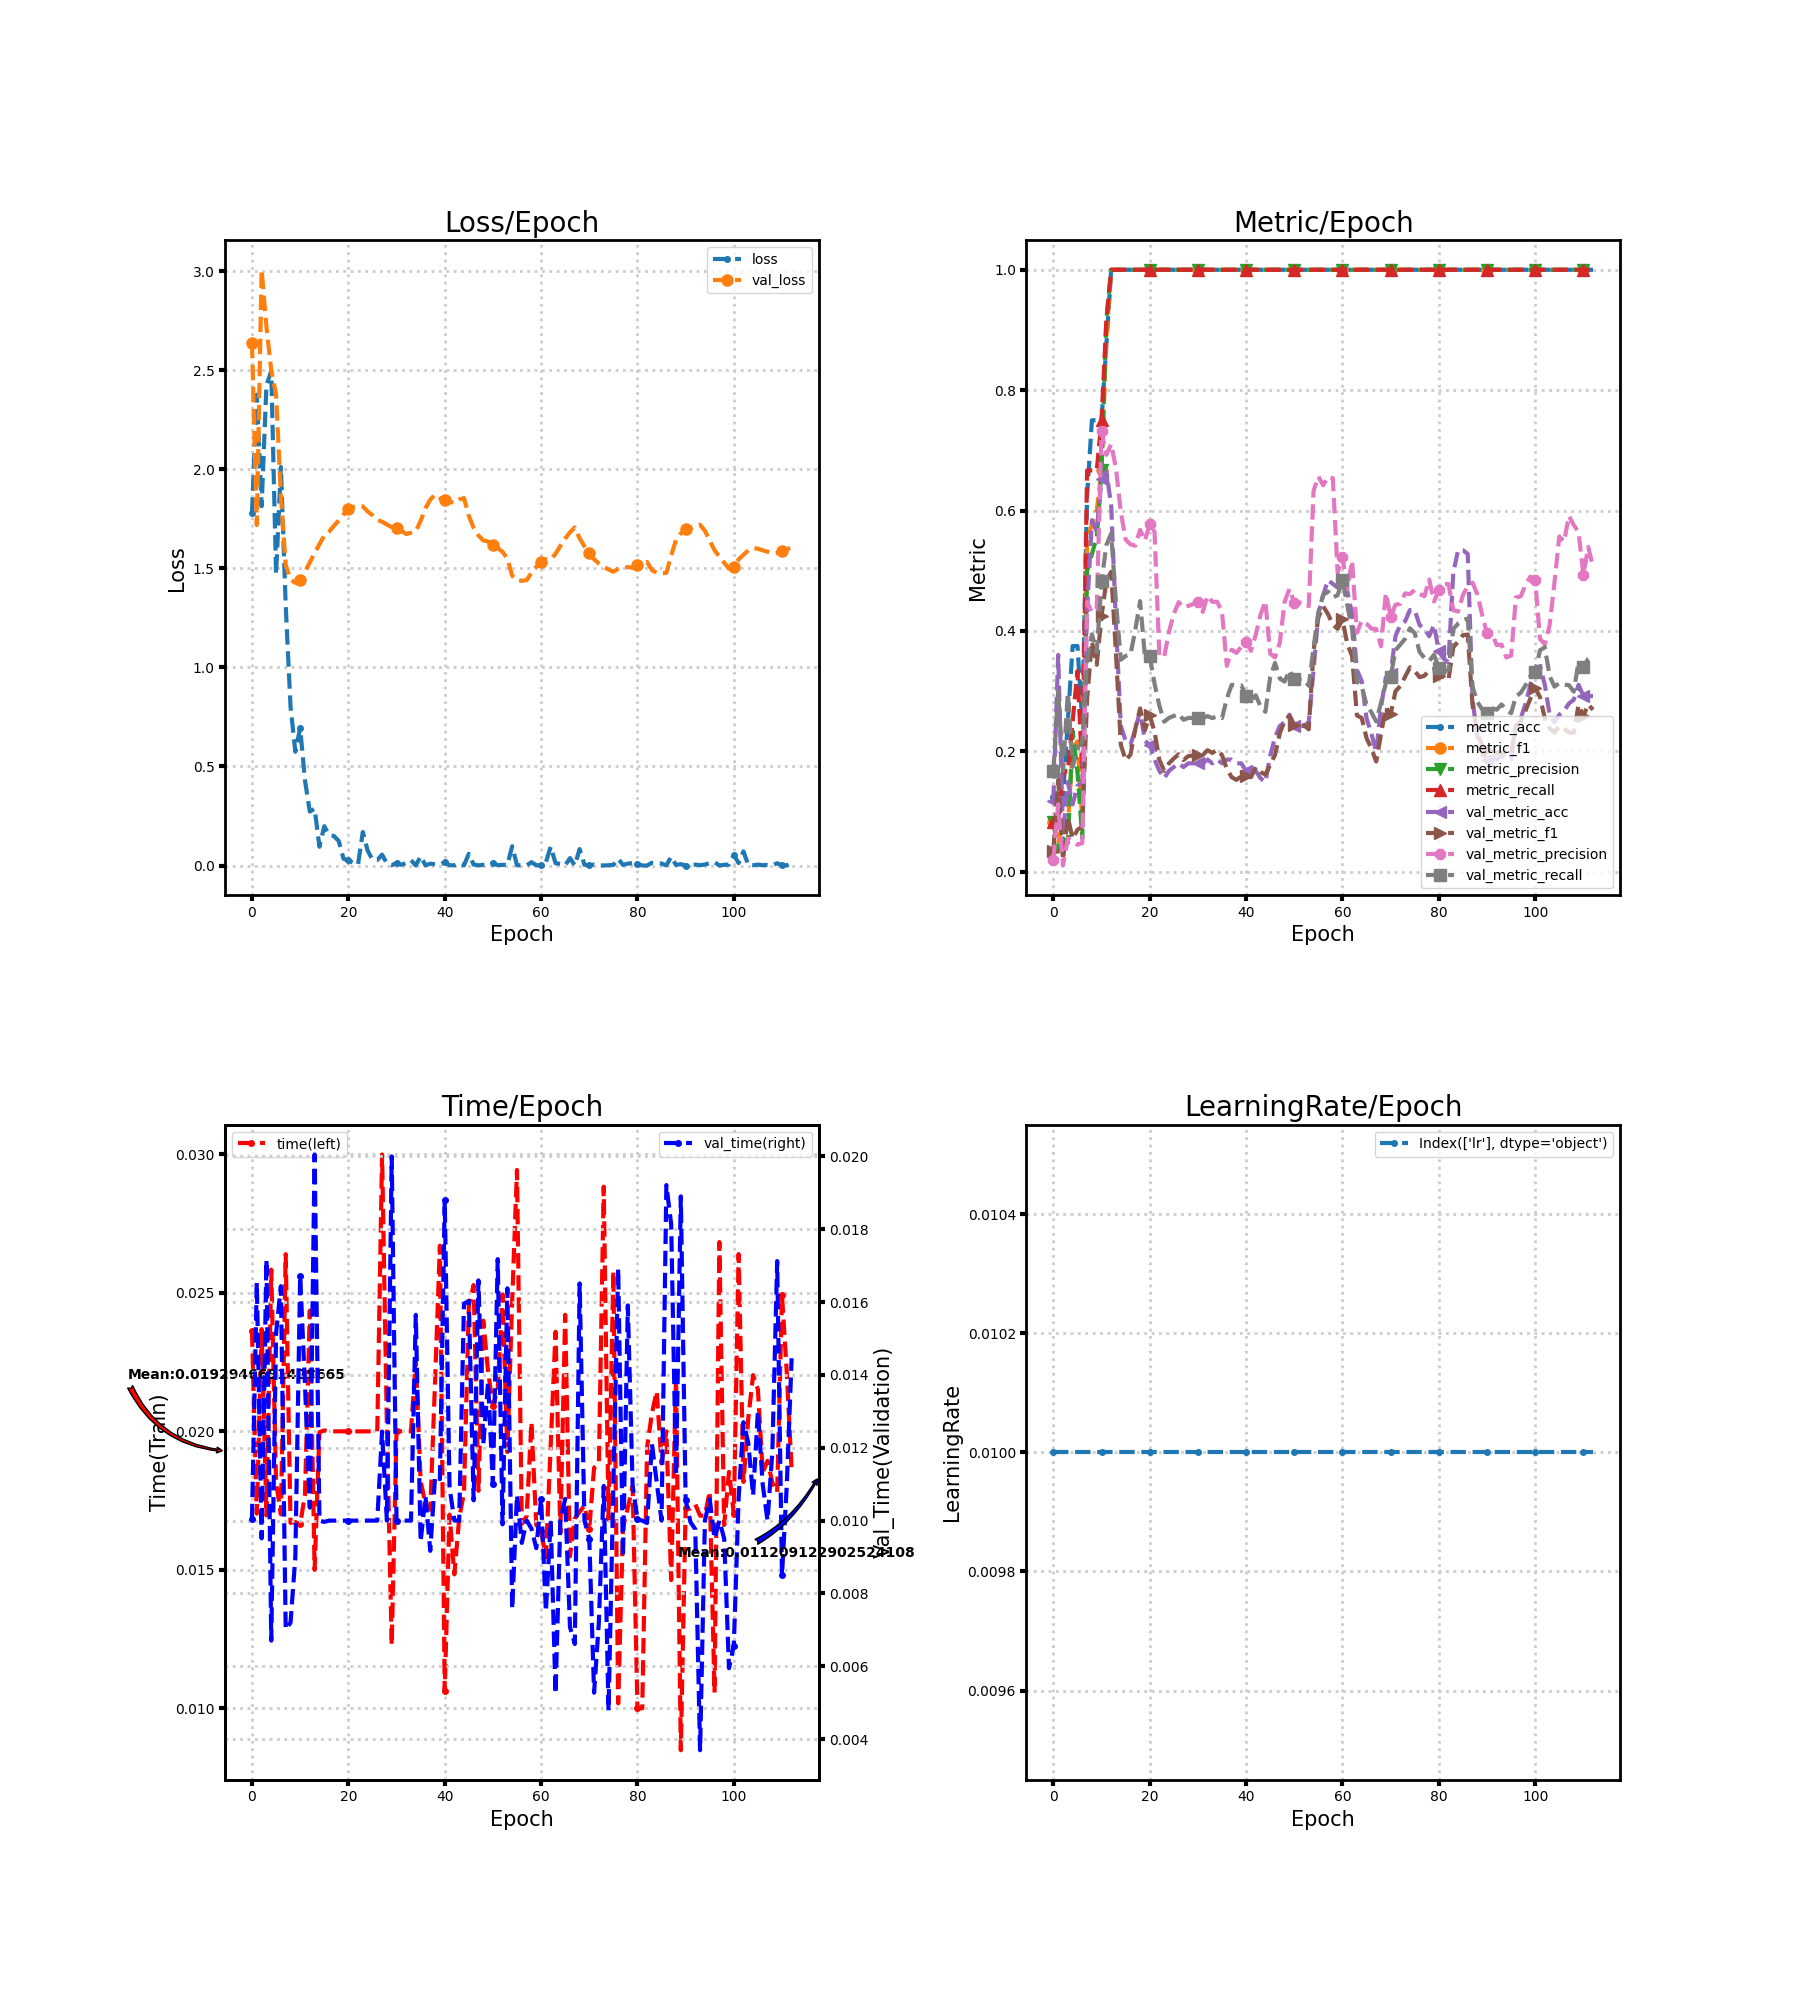 Loss/Epoch
loss
val_loss
3.0
2.5
2.0
1.5
1.0
0.5
0.0
Loss
0 20 40 60 80 100
Epoch
Metric/Epoch
1.0
0.8
0.6
0.4
0.2
0.0
Metric
metric_acc
metric_f1
metric_precision
metric_recall
val_metric_acc
val_metric_f1
val_metric_precision
val_metric_recall
0 20 40 60 80 100
Epoch
Time/Epoch
time(left)
val_time(right)
0.030
0.025
0.020
0.015
0.010
Time(Train)
0.020
0.018
0.016
0.014
0.012
0.010
0.008
0.006
0.004
Val_Time(Validation)
Mean:0.011209122902524108
0 20 40 60 80 100
Epoch
LearningRate/Epoch
Index(['lr'], dtype='object')
0.0104
0.0102
0.0100
0.0098
0.0096
LearningRate
0 20 40 60 80 100
Epoch